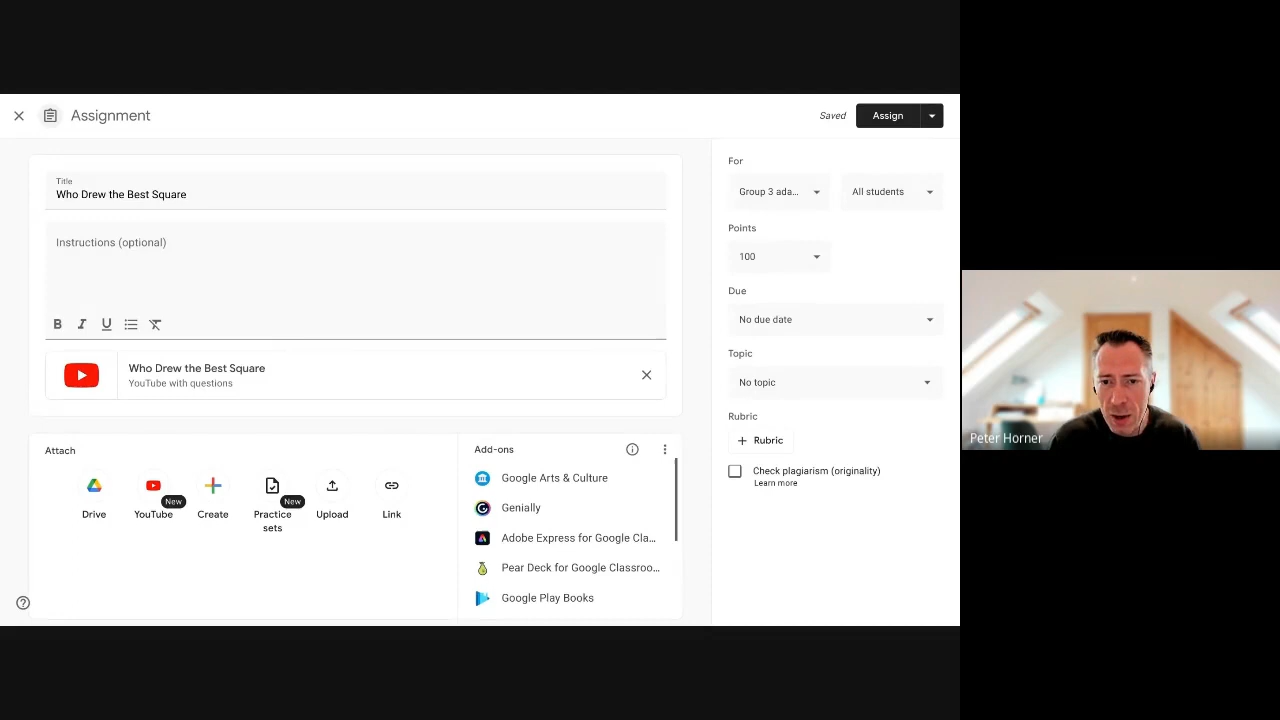 Assignment
Saved
Assign
Title
Who Drew the Best Square
Instructions (optional)
B I U
Who Drew the Best Square
YouTube with questions
Attach
Drive
YouTube
New
Create
Practice sets
New
Upload
Link
Add-ons
Google Arts & Culture
Genially
Adobe Express for Google Cla...
Pear Deck for Google Classroo...
Google Play Books
For
Group 3 ada...
All students
Points
100
Due
No due date
Topic
No topic
Rubric
Rubric
Check plagiarism (originality)
Learn more
Peter Horner